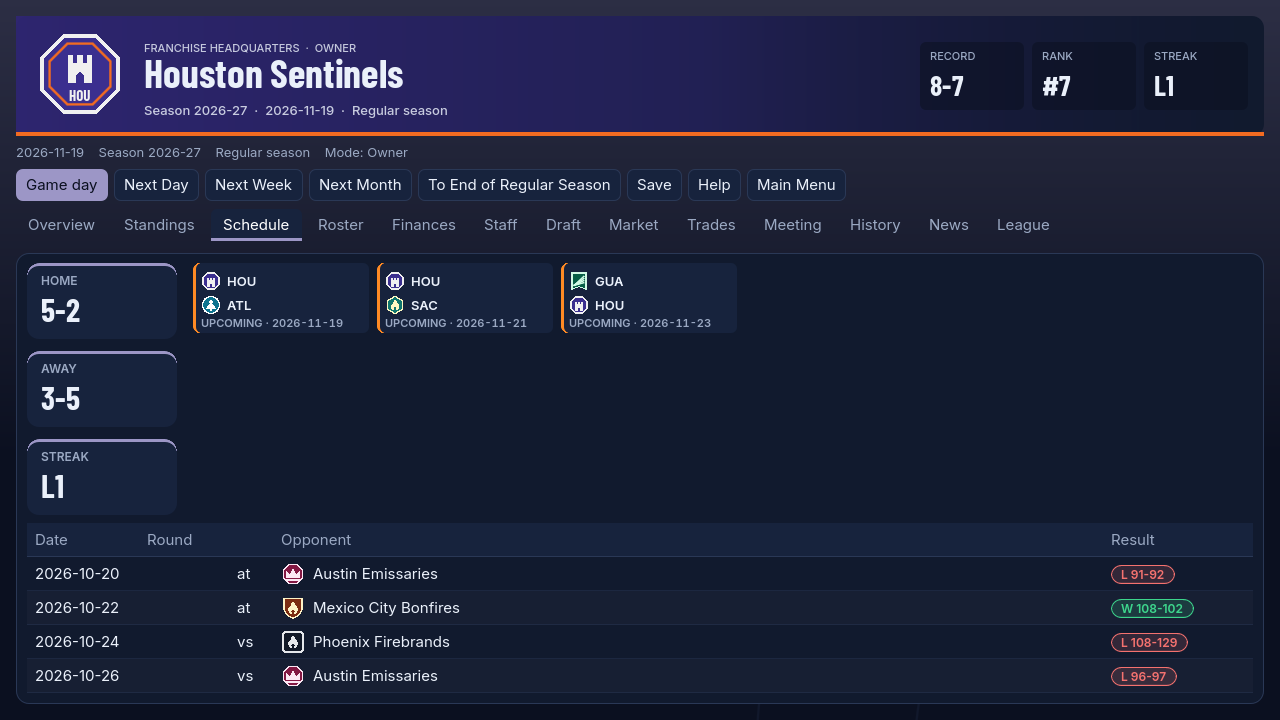 HOU
FRANCHISE HEADQUARTERS · OWNER
Houston Sentinels
Season 2026-27 · 2026-11-19 · Regular season
RECORD
8-7
RANK
#7
STREAK
L1
2026-11-19 Season 2026-27 Regular season Mode: Owner
Game day Next Day Next Week Next Month To End of Regular Season Save Help Main Menu
Overview Standings Schedule Roster Finances Staff Draft Market Trades Meeting History News League
HOME
5-2
AWAY
3-5
STREAK
L1
HOU
ATL
UPCOMING · 2026-11-19
HOU
SAC
UPCOMING · 2026-11-21
GUA
HOU
UPCOMING · 2026-11-23
Date Round Opponent Result
2026-10-20 at Austin Emissaries L 91-92
2026-10-22 at Mexico City Bonfires W 108-102
2026-10-24 vs Phoenix Firebrands L 108-129
2026-10-26 vs Austin Emissaries L 96-97